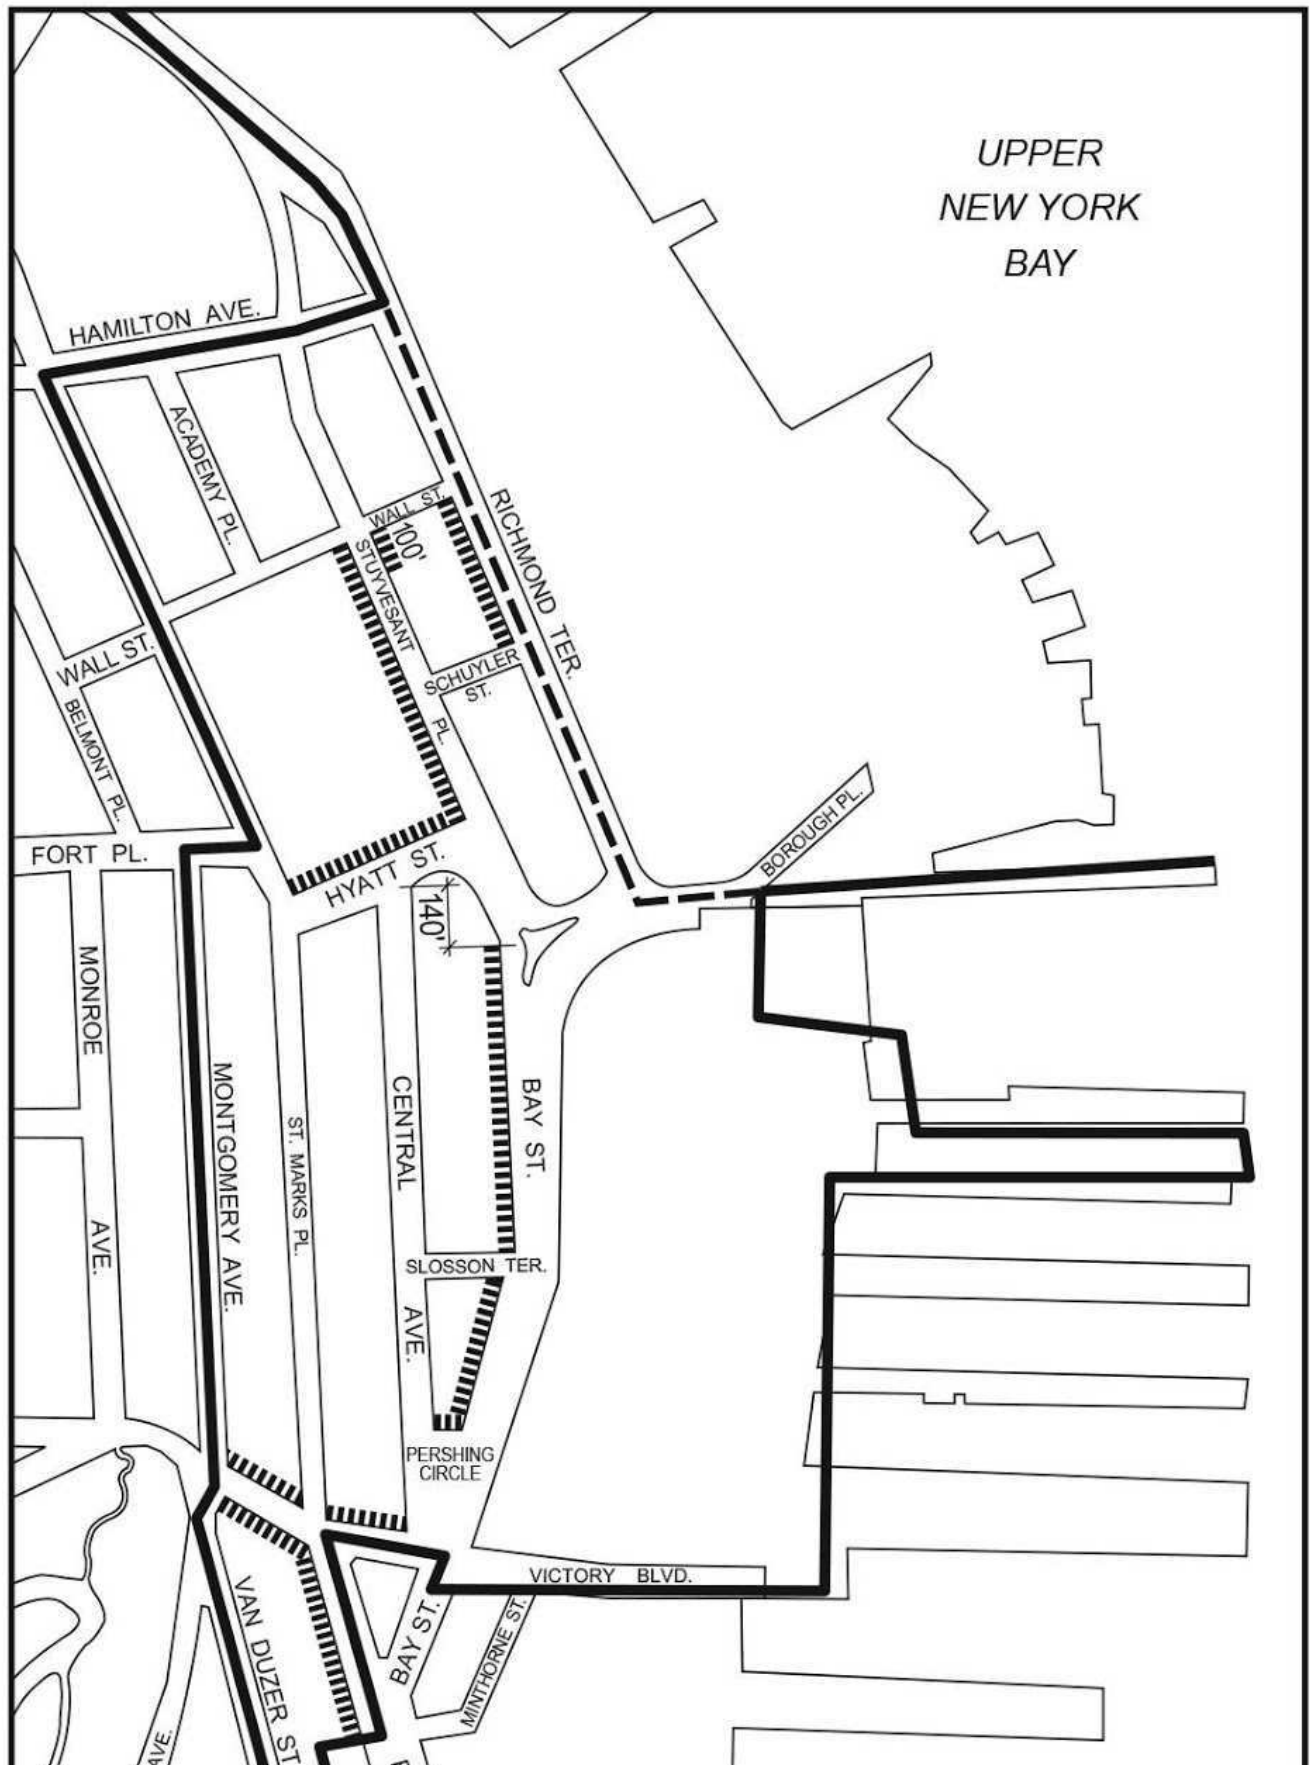 UPPER
NEW YORK
BAY
HAMILTON AVE.
ACADEMY PL.
WALL ST.
100'
RICHMOND TER.
STUYVESANT
PL.
SCHUYLER
ST.
WALL ST.
BELMONT PL.
BOROUGH PL.
FORT PL.
HYATT ST.
140'
MONROE
AVE.
MONTGOMERY AVE.
ST. MARKS PL.
CENTRAL
AVE.
BAY ST.
SLOSSON TER.
PERSHING
CIRCLE
VICTORY BLVD.
VAN DUZER ST
BAY ST.
MINTHORNE ST.
AVE.